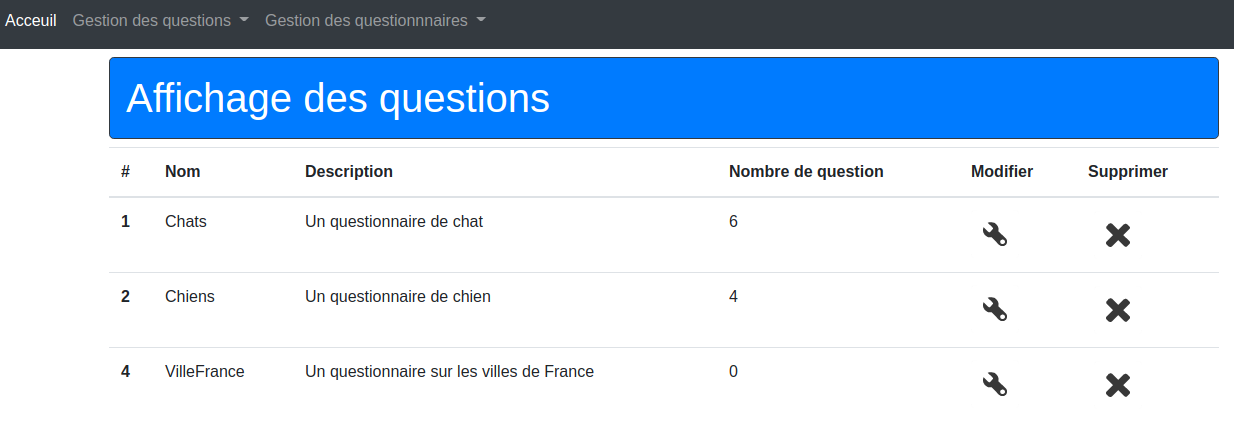 Acceuil Gestion des questions Gestion des questionnnaires
Affichage des questions
# Nom Description Nombre de question Modifier Supprimer
1 Chats Un questionnaire de chat 6
2 Chiens Un questionnaire de chien 4
4 VilleFrance Un questionnaire sur les villes de France 0